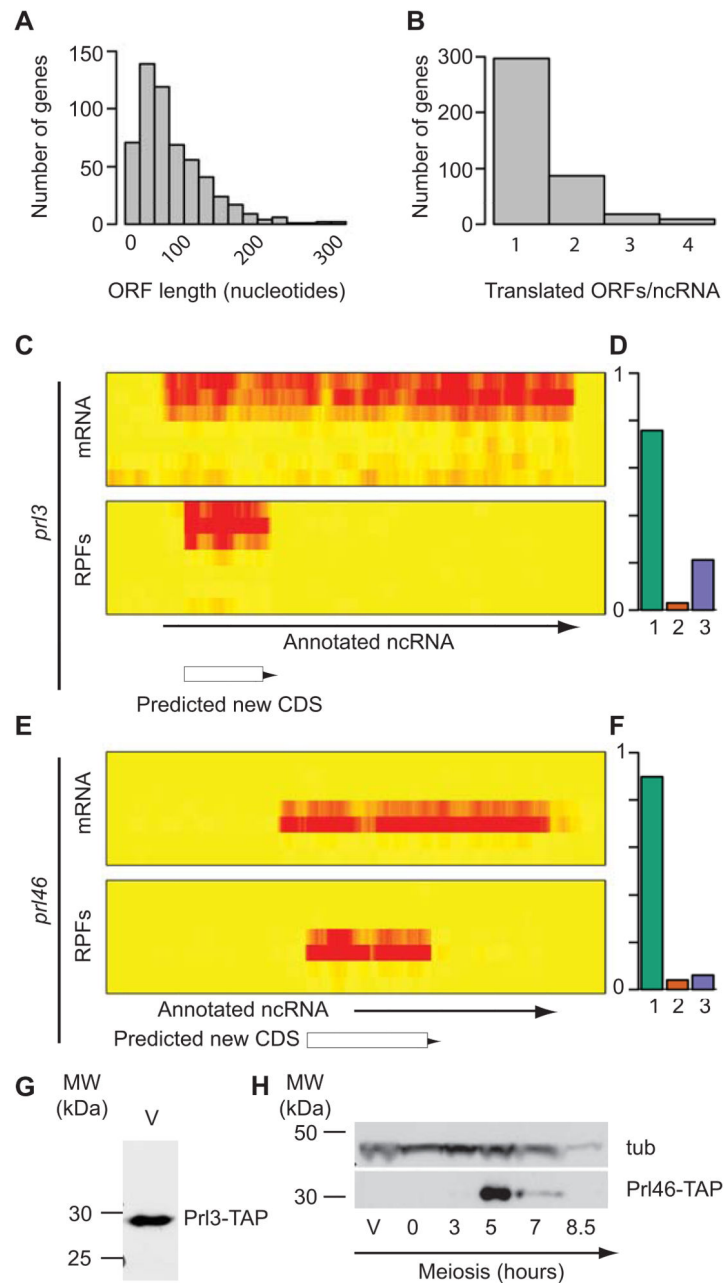 A
Number of genes
150
100
50
0
0
100
200
300
ORF length (nucleotides)
B
Number of genes
300
200
100
0
1
2
3
4
Translated ORFs/ncRNA
C
prl3
mRNA
RPFs
Annotated ncRNA
Predicted new CDS
D
1
0
1 2 3
E
prl46
mRNA
RPFs
Annotated ncRNA
Predicted new CDS
F
1
0
1 2 3
G
MW
(kDa)
V
30
25
Prl3-TAP
H
MW
(kDa)
50
30
tub
Prl46-TAP
V 0 3 5 7 8.5
Meiosis (hours)